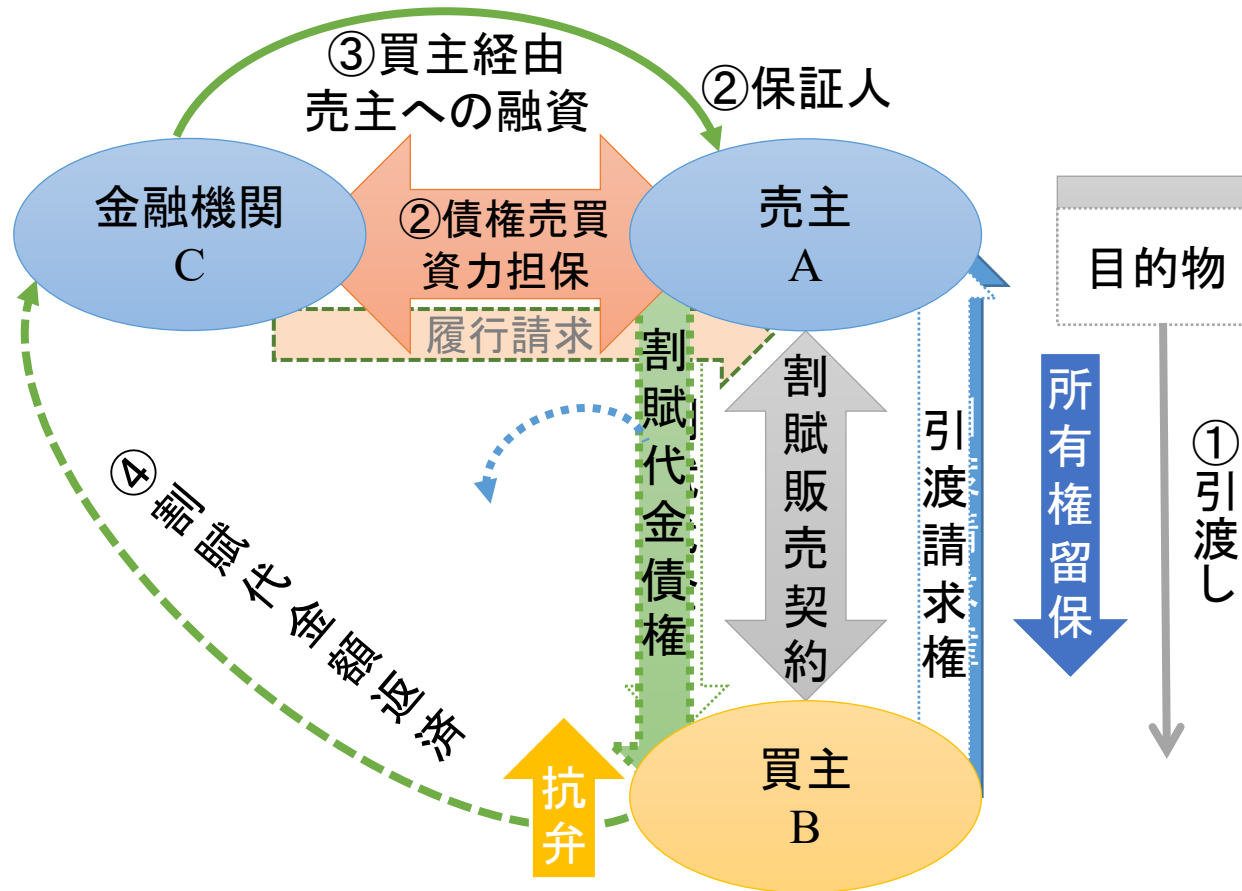 ③買主経由
売主への融資
②保証人
金融機関
C
②債権売買
資力担保
売主
A
目的物
履行請求
割賦代金債権
割賦販売契約
引渡請求権
所有権留保
①引渡し
④割賦代金額返済
抗弁
買主
B